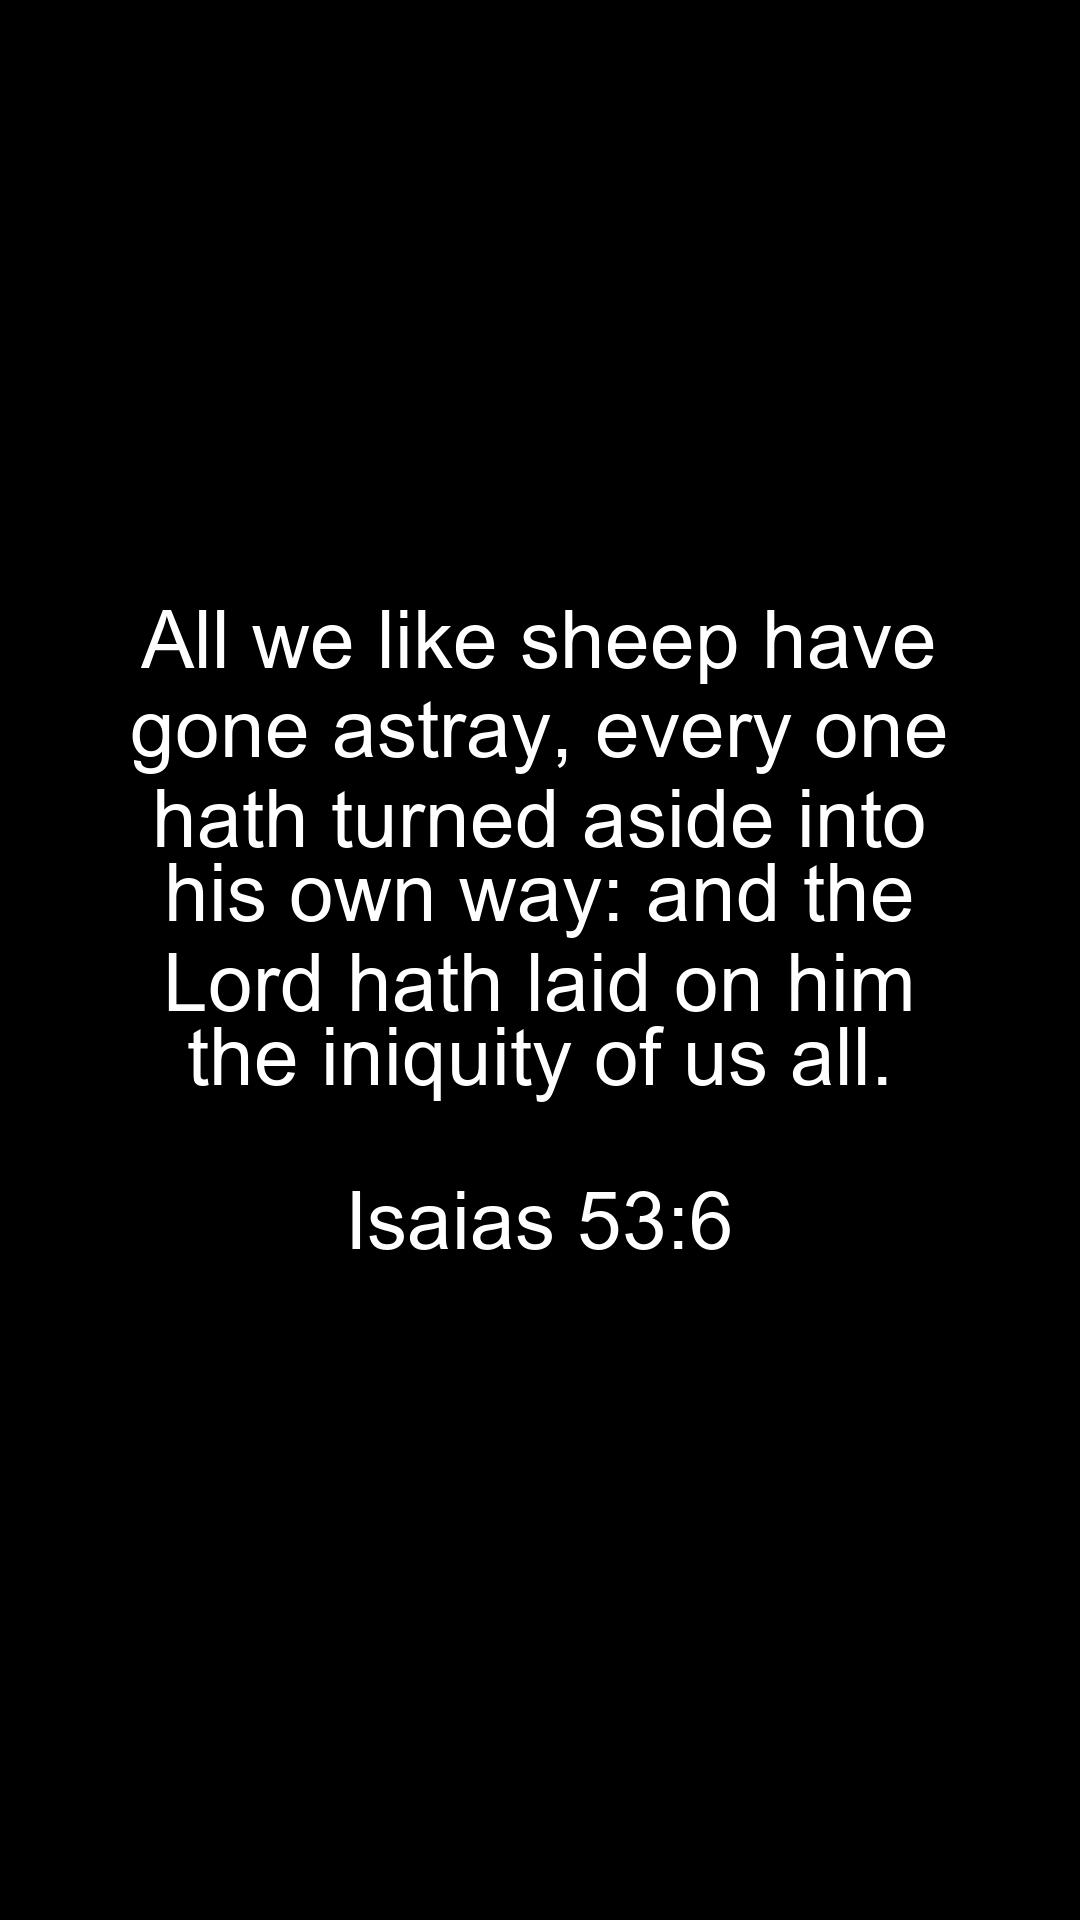 All we like sheep have
gone astray, every one
hath turned aside into
his own way: and the
Lord hath laid on him
the iniquity of us all.
Isaias 53:6